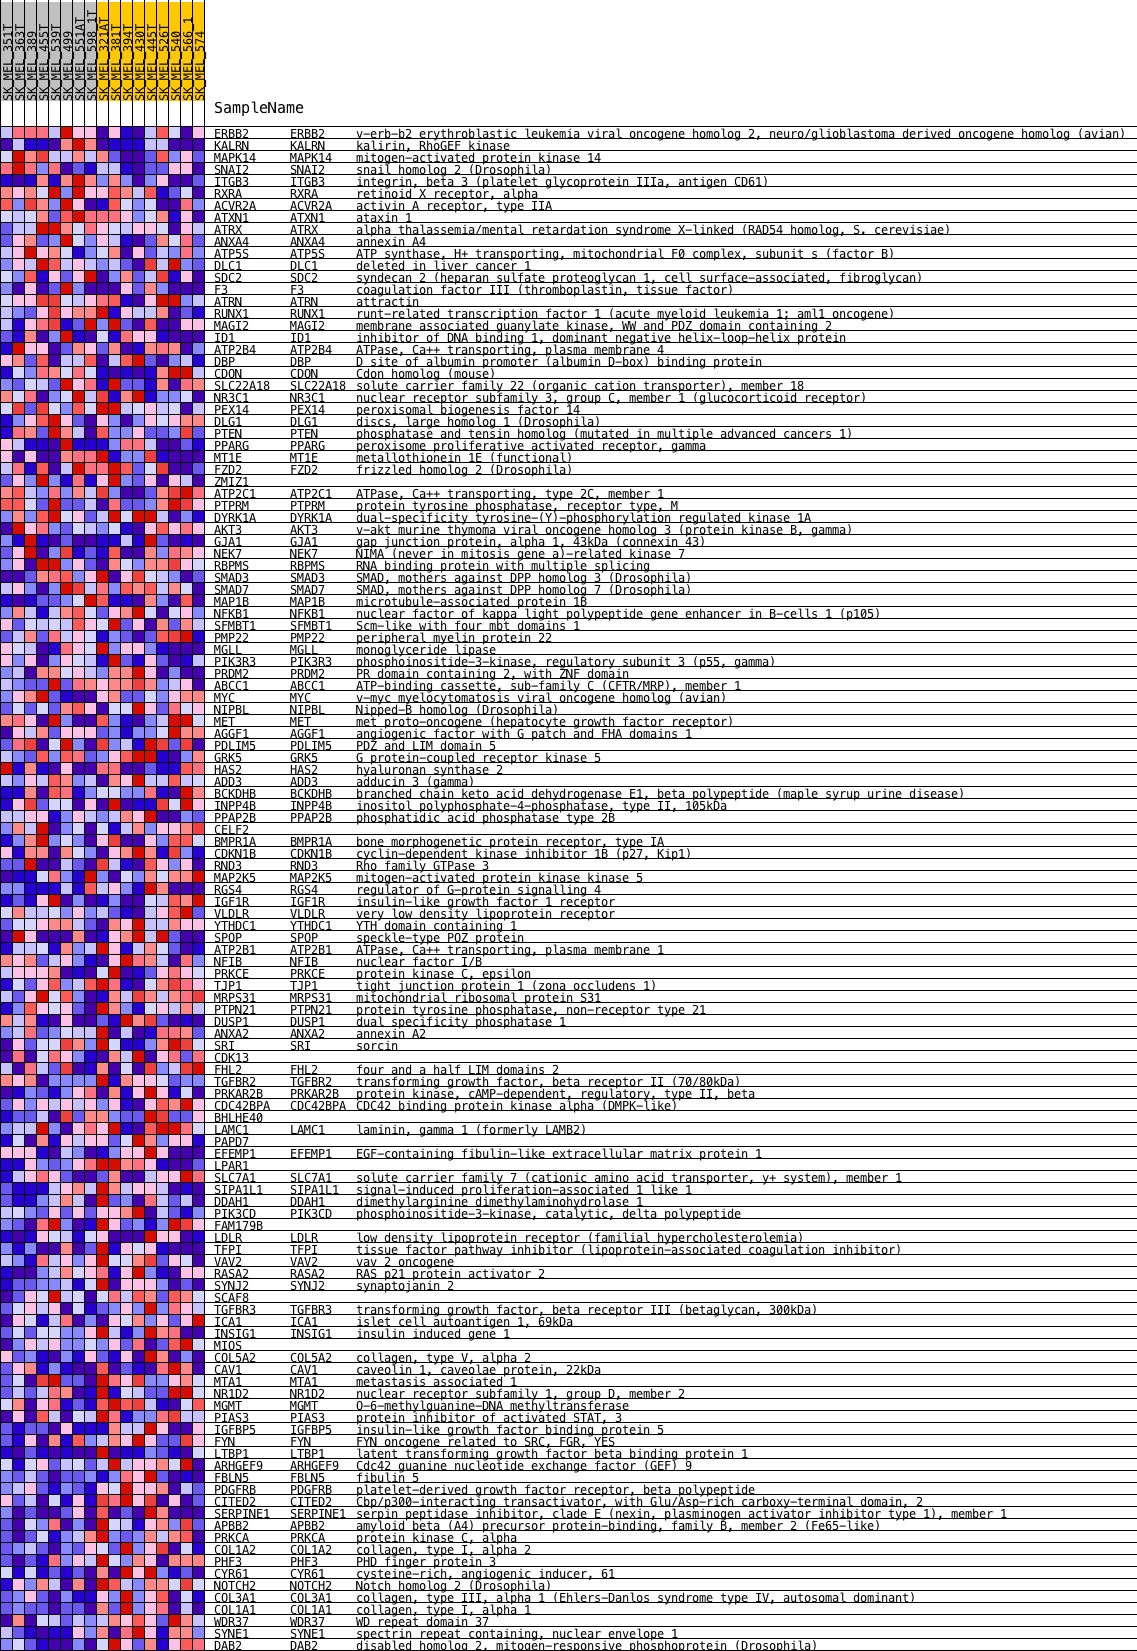 SK_MEL_351T
SK_MEL_363T
SK_MEL_389
SK_MEL_455T
SK_MEL_539T
SK_MEL_499
SK_MEL_551AT
SK_MEL_598_1T
SK_MEL_321AT
SK_MEL_381T
SK_MEL_394T
SK_MEL_430T
SK_MEL_445T
SK_MEL_526T
SK_MEL_540
SK_MEL_566_1
SK_MEL_574
SampleName
ERBB2 ERBB2 v-erb-b2 erythroblastic leukemia viral oncogene homolog 2, neuro/glioblastoma derived oncogene homolog (avian)
KALRN KALRN kalirin, RhoGEF kinase
MAPK14 MAPK14 mitogen-activated protein kinase 14
SNAI2 SNAI2 snail homolog 2 (Drosophila)
ITGB3 ITGB3 integrin, beta 3 (platelet glycoprotein IIIa, antigen CD61)
RXRA RXRA retinoid X receptor, alpha
ACVR2A ACVR2A activin A receptor, type IIA
ATXN1 ATXN1 ataxin 1
ATRX ATRX alpha thalassemia/mental retardation syndrome X-linked (RAD54 homolog, S. cerevisiae)
ANXA4 ANXA4 annexin A4
ATP5S ATP5S ATP synthase, H+ transporting, mitochondrial F0 complex, subunit s (factor B)
DLC1 DLC1 deleted in liver cancer 1
SDC2 SDC2 syndecan 2 (heparan sulfate proteoglycan 1, cell surface-associated, fibroglycan)
F3 F3 coagulation factor III (thromboplastin, tissue factor)
ATRN ATRN attractin
RUNX1 RUNX1 runt-related transcription factor 1 (acute myeloid leukemia 1; aml1 oncogene)
MAGI2 MAGI2 membrane associated guanylate kinase, WW and PDZ domain containing 2
ID1 ID1 inhibitor of DNA binding 1, dominant negative helix-loop-helix protein
ATP2B4 ATP2B4 ATPase, Ca++ transporting, plasma membrane 4
DBP DBP D site of albumin promoter (albumin D-box) binding protein
CDON CDON Cdon homolog (mouse)
SLC22A18 SLC22A18 solute carrier family 22 (organic cation transporter), member 18
NR3C1 NR3C1 nuclear receptor subfamily 3, group C, member 1 (glucocorticoid receptor)
PEX14 PEX14 peroxisomal biogenesis factor 14
DLG1 DLG1 discs, large homolog 1 (Drosophila)
PTEN PTEN phosphatase and tensin homolog (mutated in multiple advanced cancers 1)
PPARG PPARG peroxisome proliferative activated receptor, gamma
MT1E MT1E metallothionein 1E (functional)
FZD2 FZD2 frizzled homolog 2 (Drosophila)
ZMIZ1
ATP2C1 ATP2C1 ATPase, Ca++ transporting, type 2C, member 1
PTPRM PTPRM protein tyrosine phosphatase, receptor type, M
DYRK1A DYRK1A dual-specificity tyrosine-(Y)-phosphorylation regulated kinase 1A
AKT3 AKT3 v-akt murine thymoma viral oncogene homolog 3 (protein kinase B, gamma)
GJA1 GJA1 gap junction protein, alpha 1, 43kDa (connexin 43)
NEK7 NEK7 NIMA (never in mitosis gene a)-related kinase 7
RBPMS RBPMS RNA binding protein with multiple splicing
SMAD3 SMAD3 SMAD, mothers against DPP homolog 3 (Drosophila)
SMAD7 SMAD7 SMAD, mothers against DPP homolog 7 (Drosophila)
MAP1B MAP1B microtubule-associated protein 1B
NFKB1 NFKB1 nuclear factor of kappa light polypeptide gene enhancer in B-cells 1 (p105)
SFMBT1 SFMBT1 Scm-like with four mbt domains 1
PMP22 PMP22 peripheral myelin protein 22
MGLL MGLL monoglyceride lipase
PIK3R3 PIK3R3 phosphoinositide-3-kinase, regulatory subunit 3 (p55, gamma)
PRDM2 PRDM2 PR domain containing 2, with ZNF domain
ABCC1 ABCC1 ATP-binding cassette, sub-family C (CFTR/MRP), member 1
MYC MYC v-myc myelocytomatosis viral oncogene homolog (avian)
NIPBL NIPBL Nipped-B homolog (Drosophila)
MET MET met proto-oncogene (hepatocyte growth factor receptor)
AGGF1 AGGF1 angiogenic factor with G patch and FHA domains 1
PDLIM5 PDLIM5 PDZ and LIM domain 5
GRK5 GRK5 G protein-coupled receptor kinase 5
HAS2 HAS2 hyaluronan synthase 2
ADD3 ADD3 adducin 3 (gamma)
BCKDHB BCKDHB branched chain keto acid dehydrogenase E1, beta polypeptide (maple syrup urine disease)
INPP4B INPP4B inositol polyphosphate-4-phosphatase, type II, 105kDa
PPAP2B PPAP2B phosphatidic acid phosphatase type 2B
CELF2
BMPR1A BMPR1A bone morphogenetic protein receptor, type IA
CDKN1B CDKN1B cyclin-dependent kinase inhibitor 1B (p27, Kip1)
RND3 RND3 Rho family GTPase 3
MAP2K5 MAP2K5 mitogen-activated protein kinase kinase 5
RGS4 RGS4 regulator of G-protein signalling 4
IGF1R IGF1R insulin-like growth factor 1 receptor
VLDLR VLDLR very low density lipoprotein receptor
YTHDC1 YTHDC1 YTH domain containing 1
SPOP SPOP speckle-type POZ protein
ATP2B1 ATP2B1 ATPase, Ca++ transporting, plasma membrane 1
NFIB NFIB nuclear factor I/B
PRKCE PRKCE protein kinase C, epsilon
TJP1 TJP1 tight junction protein 1 (zona occludens 1)
MRPS31 MRPS31 mitochondrial ribosomal protein S31
PTPN21 PTPN21 protein tyrosine phosphatase, non-receptor type 21
DUSP1 DUSP1 dual specificity phosphatase 1
ANXA2 ANXA2 annexin A2
SRI SRI sorcin
CDK13
FHL2 FHL2 four and a half LIM domains 2
TGFBR2 TGFBR2 transforming growth factor, beta receptor II (70/80kDa)
PRKAR2B PRKAR2B protein kinase, cAMP-dependent, regulatory, type II, beta
CDC42BPA CDC42BPA CDC42 binding protein kinase alpha (DMPK-like)
BHLHE40
LAMC1 LAMC1 laminin, gamma 1 (formerly LAMB2)
PAPD7
EFEMP1 EFEMP1 EGF-containing fibulin-like extracellular matrix protein 1
LPAR1
SLC7A1 SLC7A1 solute carrier family 7 (cationic amino acid transporter, y+ system), member 1
SIPA1L1 SIPA1L1 signal-induced proliferation-associated 1 like 1
DDAH1 DDAH1 dimethylarginine dimethylaminohydrolase 1
PIK3CD PIK3CD phosphoinositide-3-kinase, catalytic, delta polypeptide
FAM179B
LDLR LDLR low density lipoprotein receptor (familial hypercholesterolemia)
TFPI TFPI tissue factor pathway inhibitor (lipoprotein-associated coagulation inhibitor)
VAV2 VAV2 vav 2 oncogene
RASA2 RASA2 RAS p21 protein activator 2
SYNJ2 SYNJ2 synaptojanin 2
SCAF8
TGFBR3 TGFBR3 transforming growth factor, beta receptor III (betaglycan, 300kDa)
ICA1 ICA1 islet cell autoantigen 1, 69kDa
INSIG1 INSIG1 insulin induced gene 1
MIOS
COL5A2 COL5A2 collagen, type V, alpha 2
CAV1 CAV1 caveolin 1, caveolae protein, 22kDa
MTA1 MTA1 metastasis associated 1
NR1D2 NR1D2 nuclear receptor subfamily 1, group D, member 2
MGMT MGMT O-6-methylguanine-DNA methyltransferase
PIAS3 PIAS3 protein inhibitor of activated STAT, 3
IGFBP5 IGFBP5 insulin-like growth factor binding protein 5
FYN FYN FYN oncogene related to SRC, FGR, YES
LTBP1 LTBP1 latent transforming growth factor beta binding protein 1
ARHGEF9 ARHGEF9 Cdc42 guanine nucleotide exchange factor (GEF) 9
FBLN5 FBLN5 fibulin 5
PDGFRB PDGFRB platelet-derived growth factor receptor, beta polypeptide
CITED2 CITED2 Cbp/p300-interacting transactivator, with Glu/Asp-rich carboxy-terminal domain, 2
SERPINE1 SERPINE1 serpin peptidase inhibitor, clade E (nexin, plasminogen activator inhibitor type 1), member 1
APBB2 APBB2 amyloid beta (A4) precursor protein-binding, family B, member 2 (Fe65-like)
PRKCA PRKCA protein kinase C, alpha
COL1A2 COL1A2 collagen, type I, alpha 2
PHF3 PHF3 PHD finger protein 3
CYR61 CYR61 cysteine-rich, angiogenic inducer, 61
NOTCH2 NOTCH2 Notch homolog 2 (Drosophila)
COL3A1 COL3A1 collagen, type III, alpha 1 (Ehlers-Danlos syndrome type IV, autosomal dominant)
COL1A1 COL1A1 collagen, type I, alpha 1
WDR37 WDR37 WD repeat domain 37
SYNE1 SYNE1 spectrin repeat containing, nuclear envelope 1
DAB2 DAB2 disabled homolog 2, mitogen-responsive phosphoprotein (Drosophila)